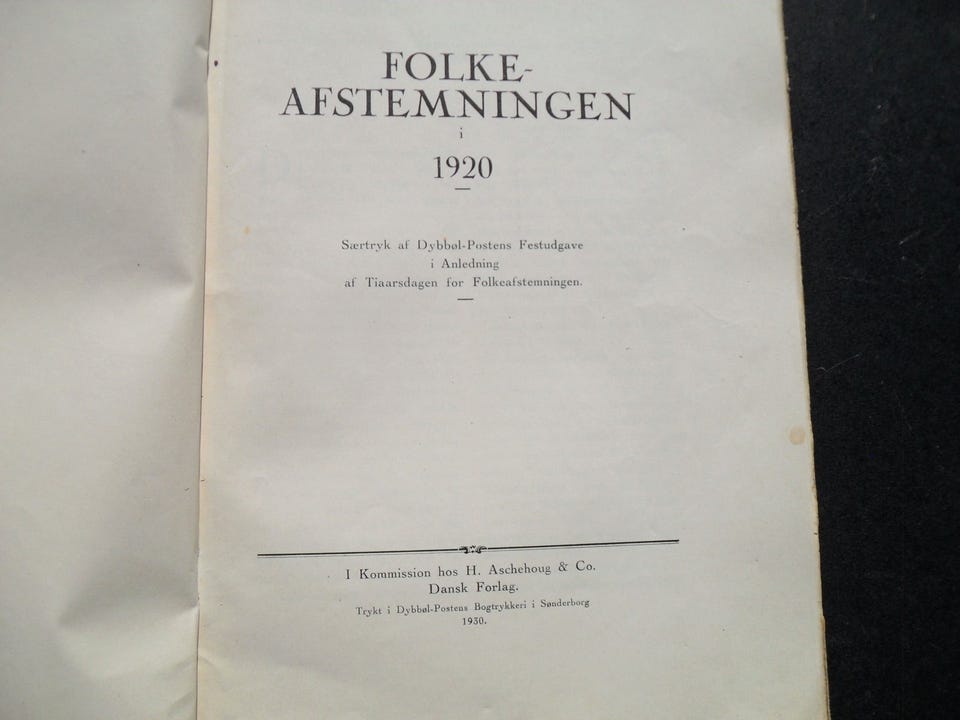 FOLKE-
AFSTEMNINGEN
i
1920
Særtryk af Dybbøl-Postens Festudgave
i Anledning
af Tiaarsdagen for Folkeafstemningen.
I Kommission hos H. Aschehoug & Co.
Dansk Forlag.
Trykt i Dybbøl-Postens Bogtrykkeri i Sønderborg
1930.